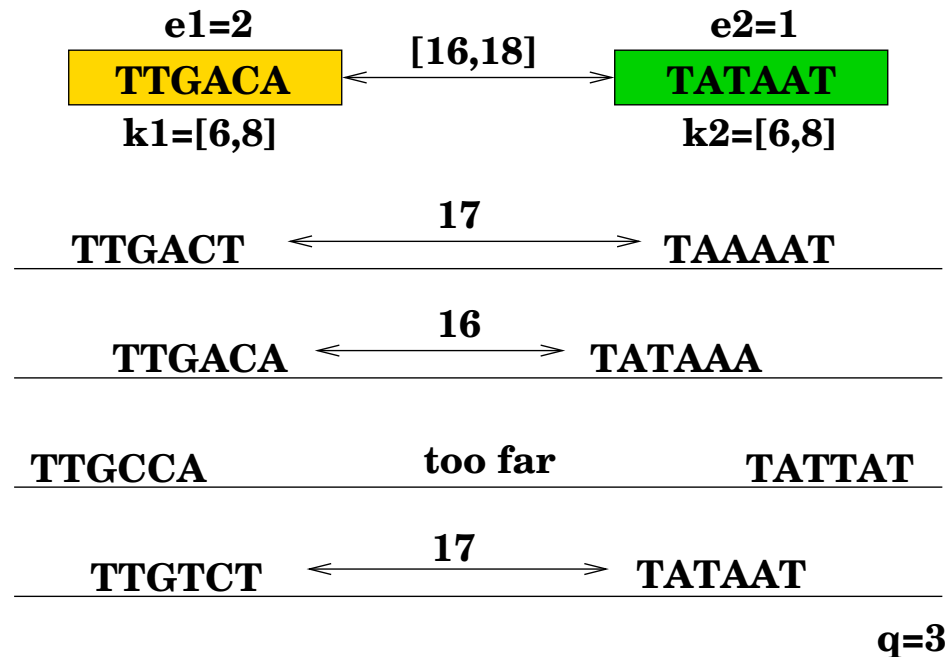 e1=2 e2=1
[16,18]
TTGACA TATAAT
k1=[6,8] k2=[6,8]
17
TTGACT TAAAAT
16
TTGACA TATAAA
TTGCCA too far TATTAT
17
TTGTCT TATAAT
q=3